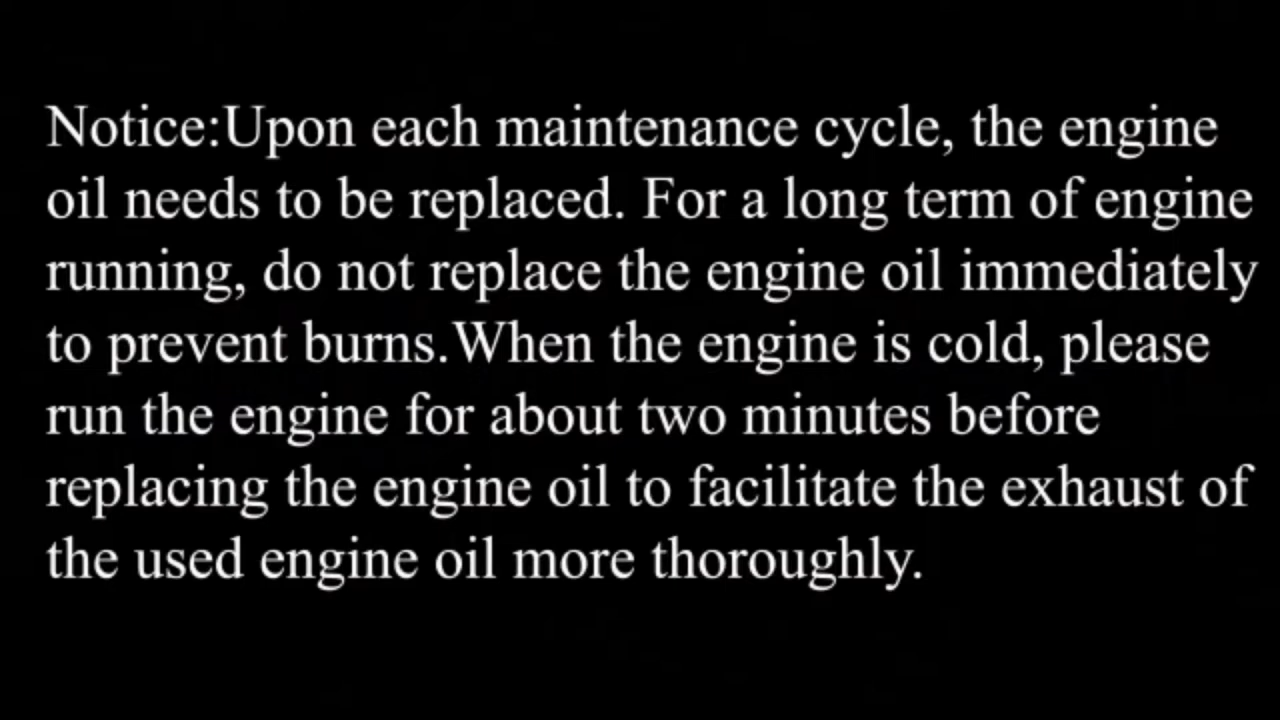 Notice:Upon each maintenance cycle, the engine
oil needs to be replaced. For a long term of engine
running, do not replace the engine oil immediately
to prevent burns.When the engine is cold, please
run the engine for about two minutes before
replacing the engine oil to facilitate the exhaust of
the used engine oil more thoroughly.